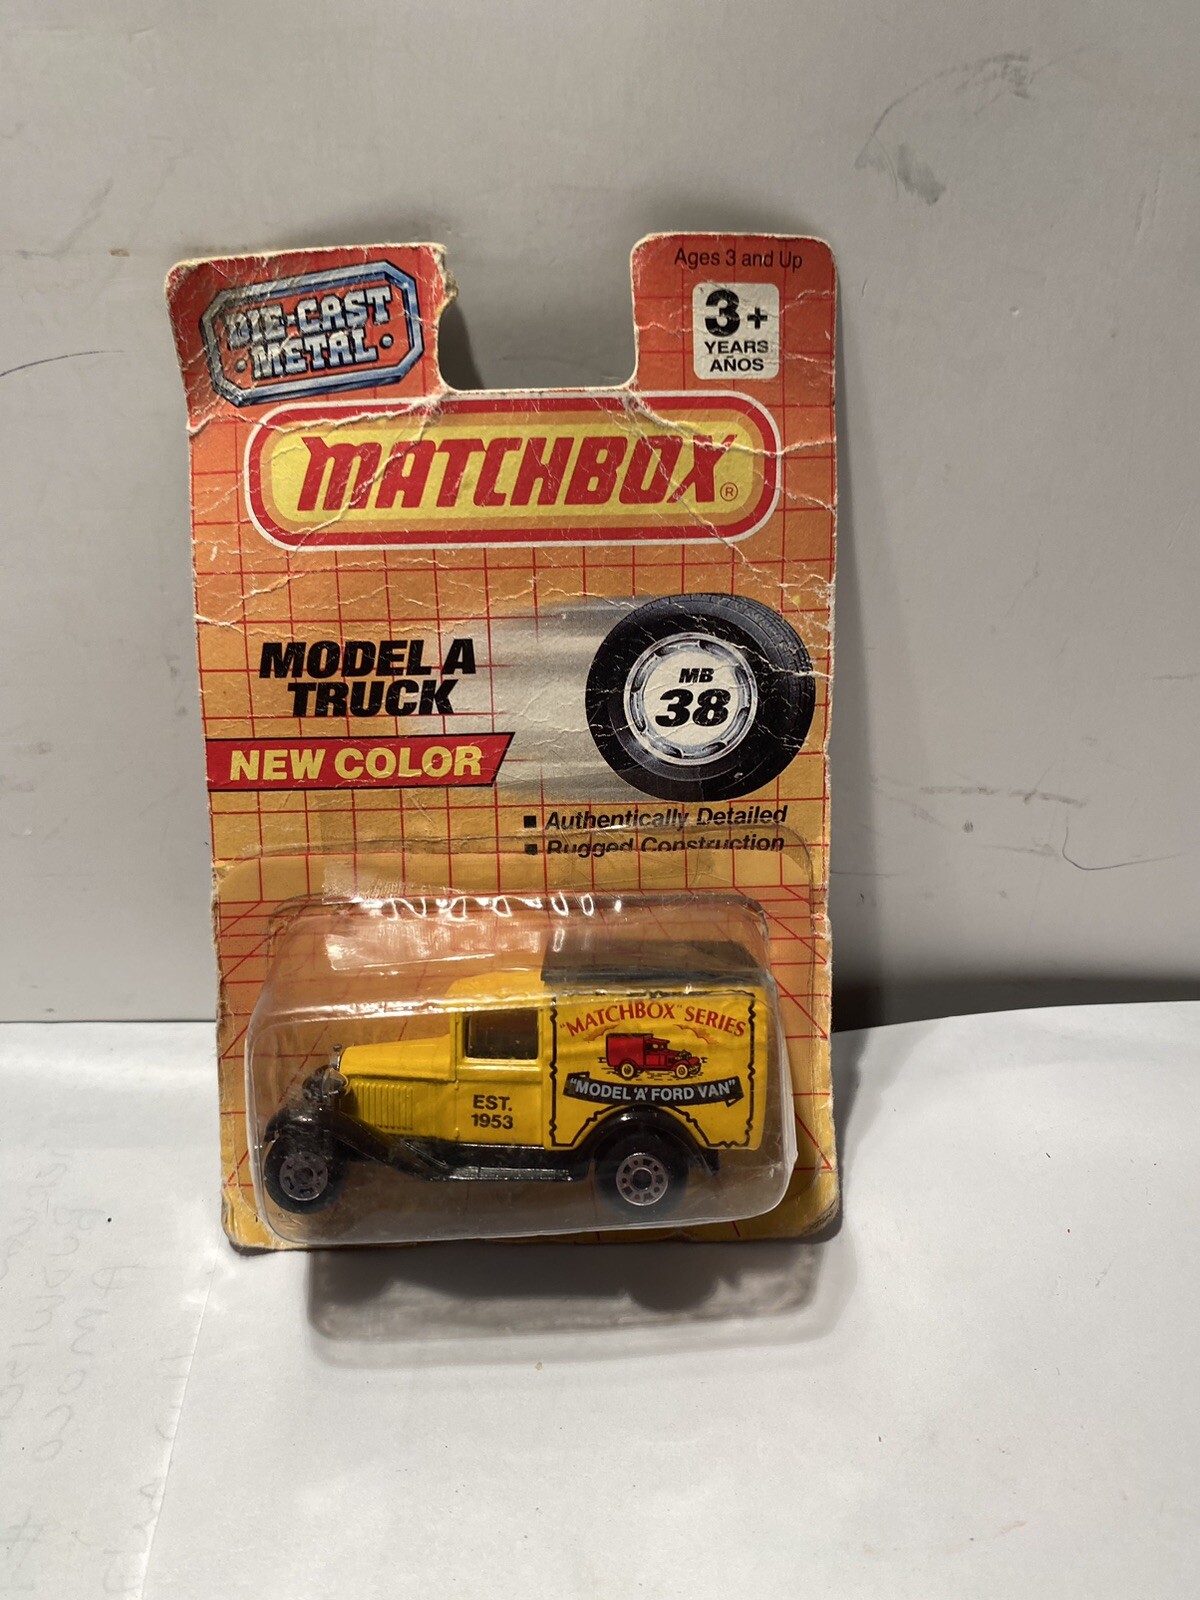 Ages 3 and Up
DIE-CAST
METAL
3+
YEARS
AÑOS
MATCHBOX®
MODEL A
TRUCK
MB
38
NEW COLOR
■ Authentically Detailed
■ Rugged Construction
"MATCHBOX" SERIES
"MODEL 'A' FORD VAN"
EST.
1953